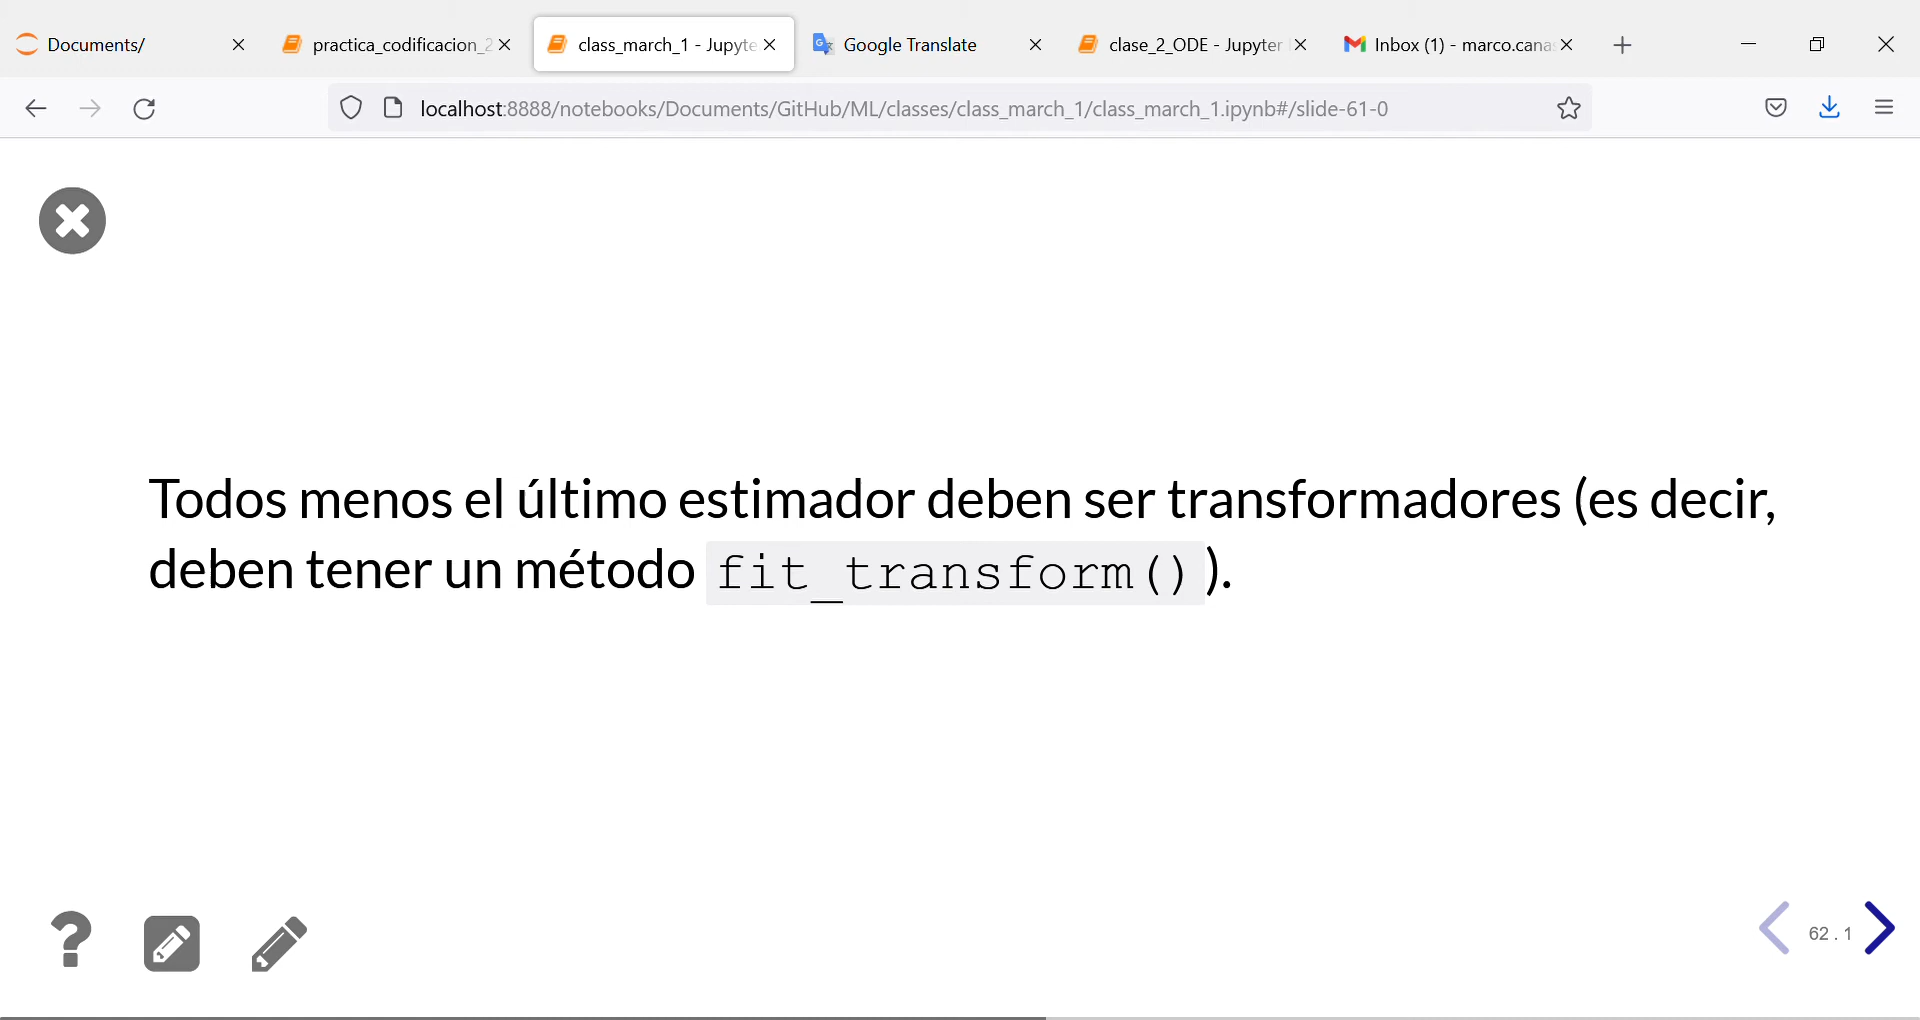 Documents/
practica_codificacion_2
class_march_1 - Jupyte
Google Translate
clase_2_ODE - Jupyter
Inbox (1) - marco.cana
localhost:8888/notebooks/Documents/GitHub/ML/classes/class_march_1/class_march_1.ipynb#/slide-61-0
Todos menos el último estimador deben ser transformadores (es decir,
deben tener un método fit_transform()).
?
62 . 1